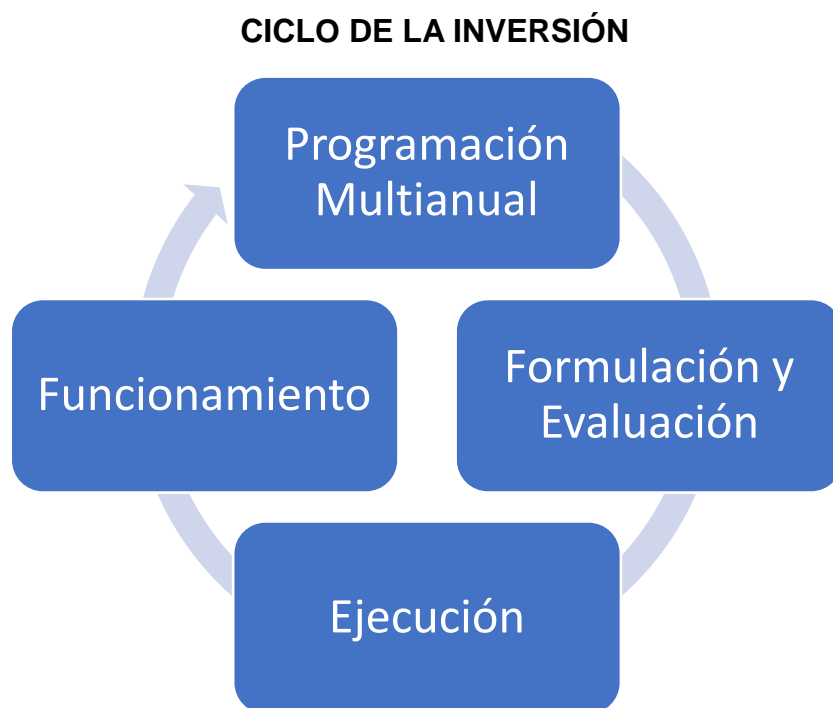 CICLO DE LA INVERSIÓN
Programación
Multianual
Formulación y
Evaluación
Ejecución
Funcionamiento